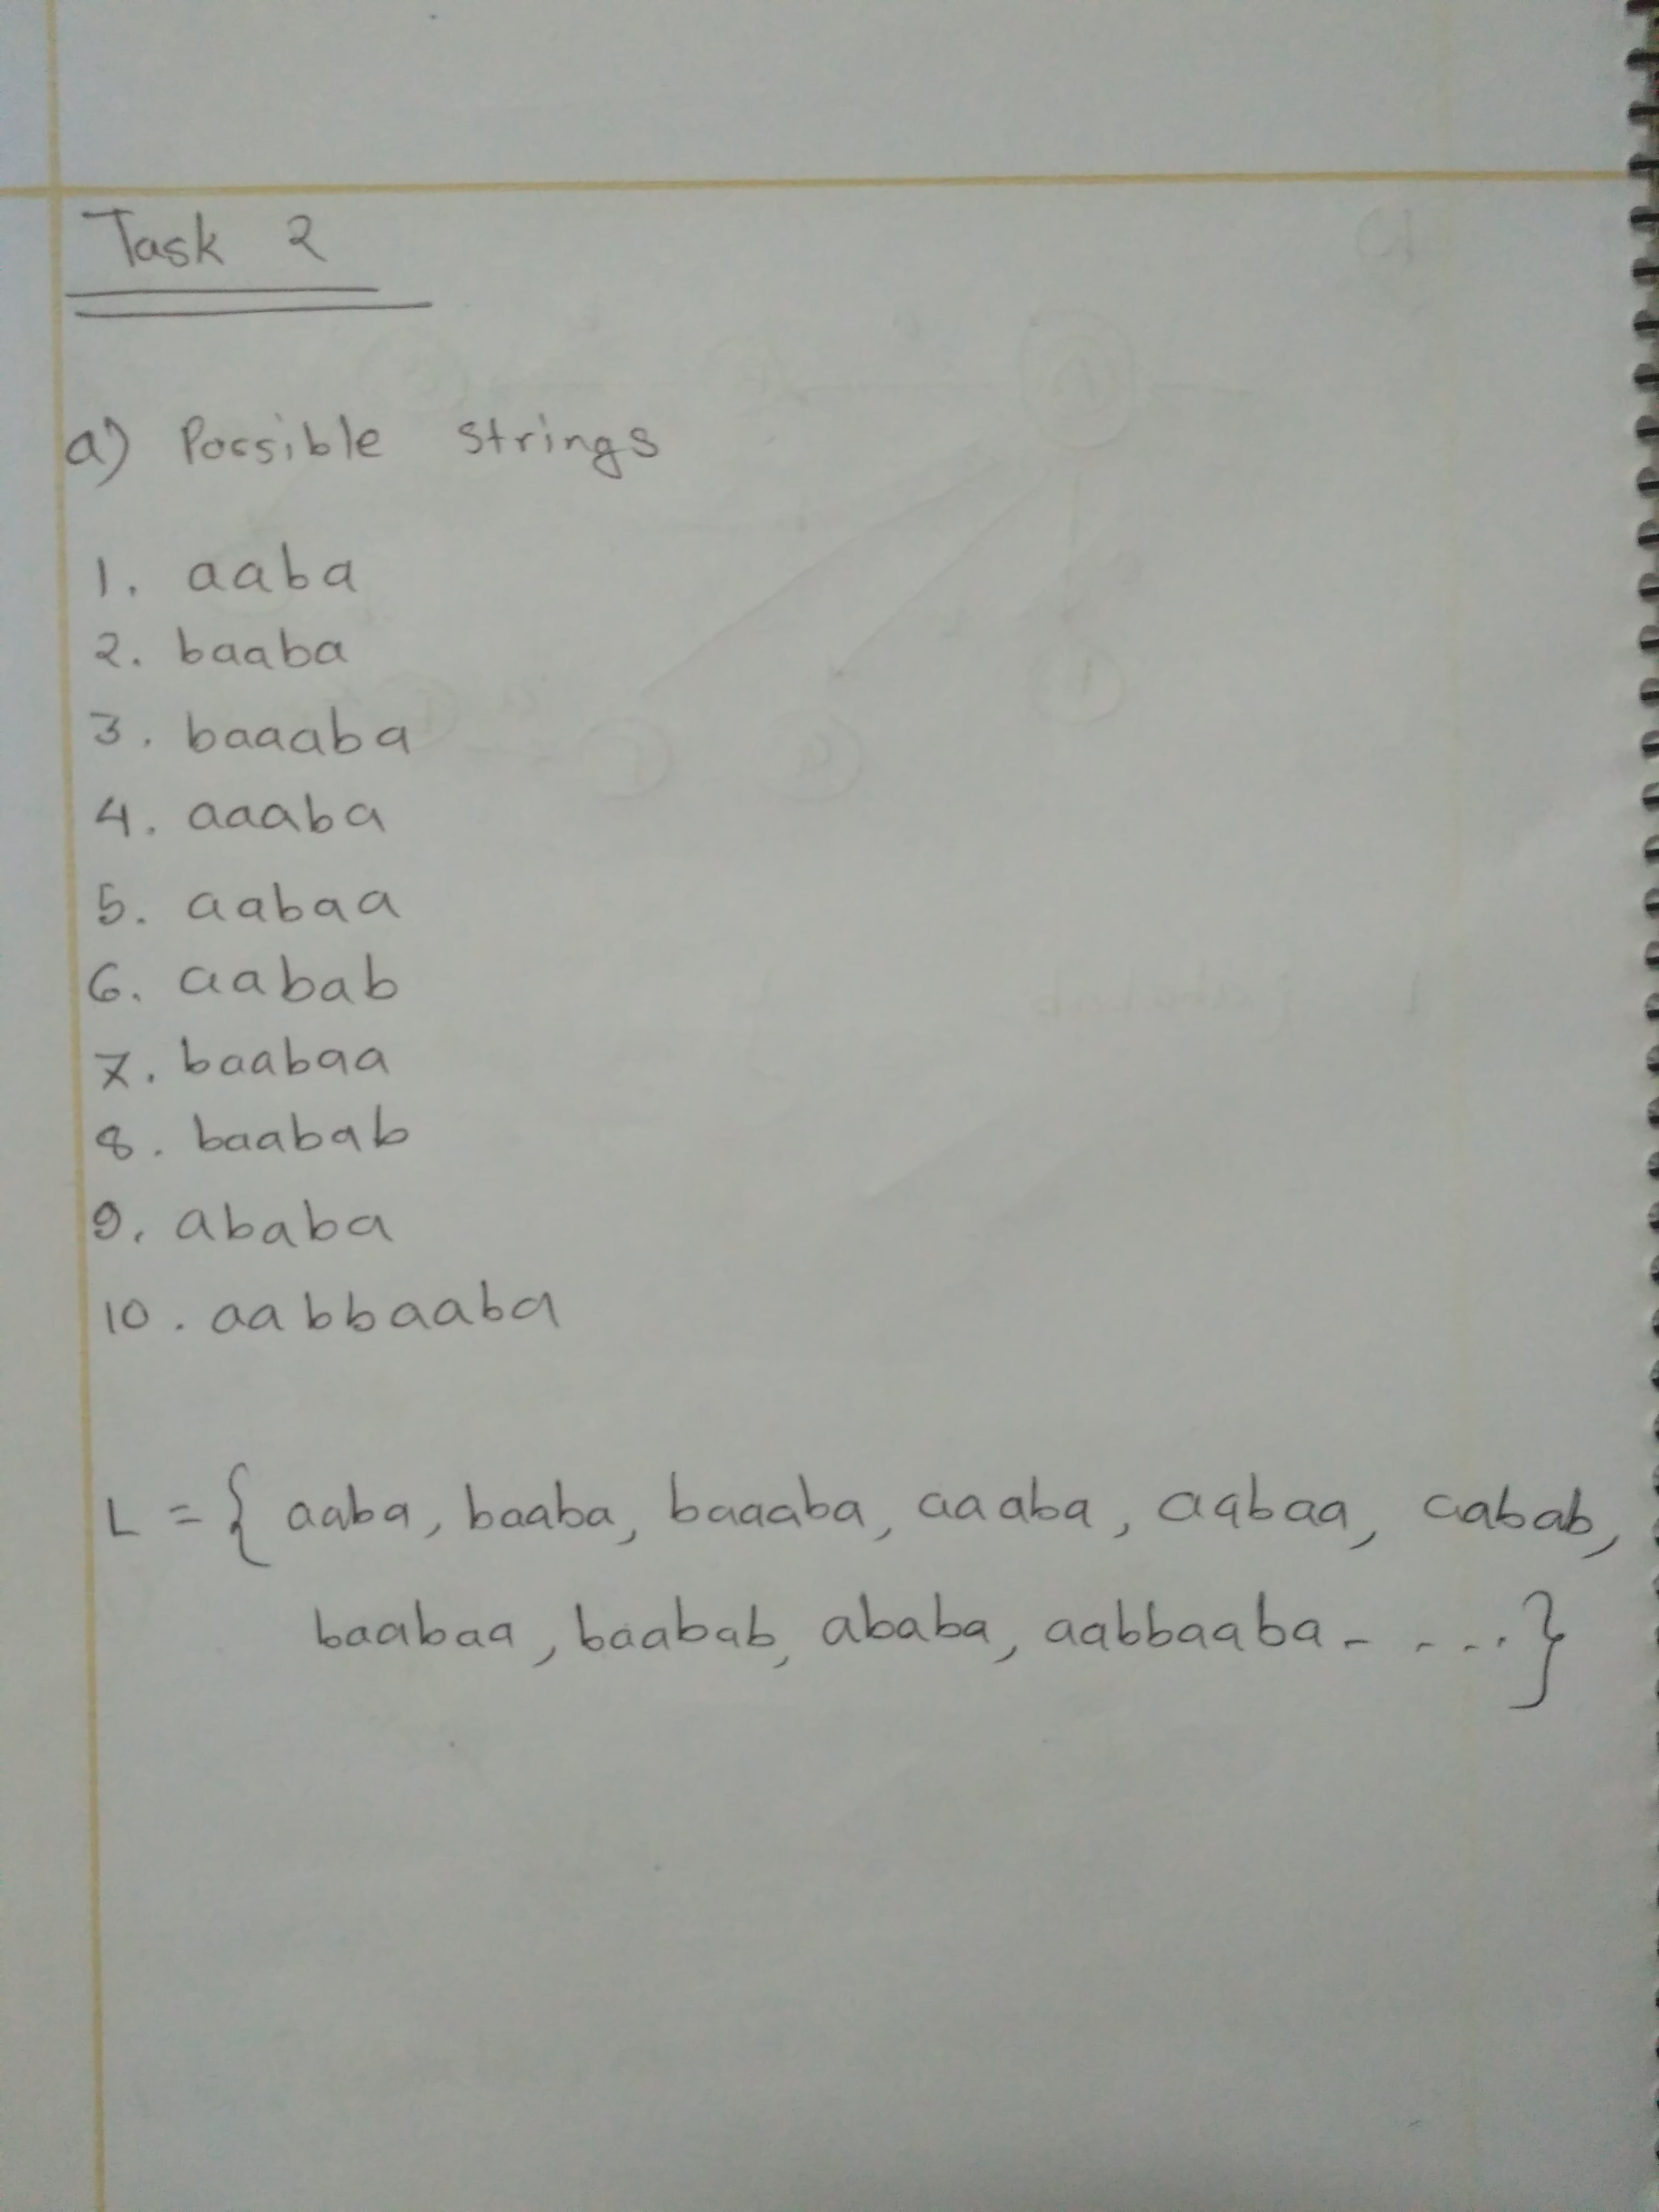 Task 2
a) Possible strings
1. aaba
2. baaba
3. baaaba
4. aaaba
5. aabaa
6. aabab
7. baabaa
8. baabab
9. ababa
10. aabbaaba
L = { aaba, baaba, baaaba, aaaba, aabaa, aabab,
baabaa, baabab, ababa, aabbaaba - - - . . }